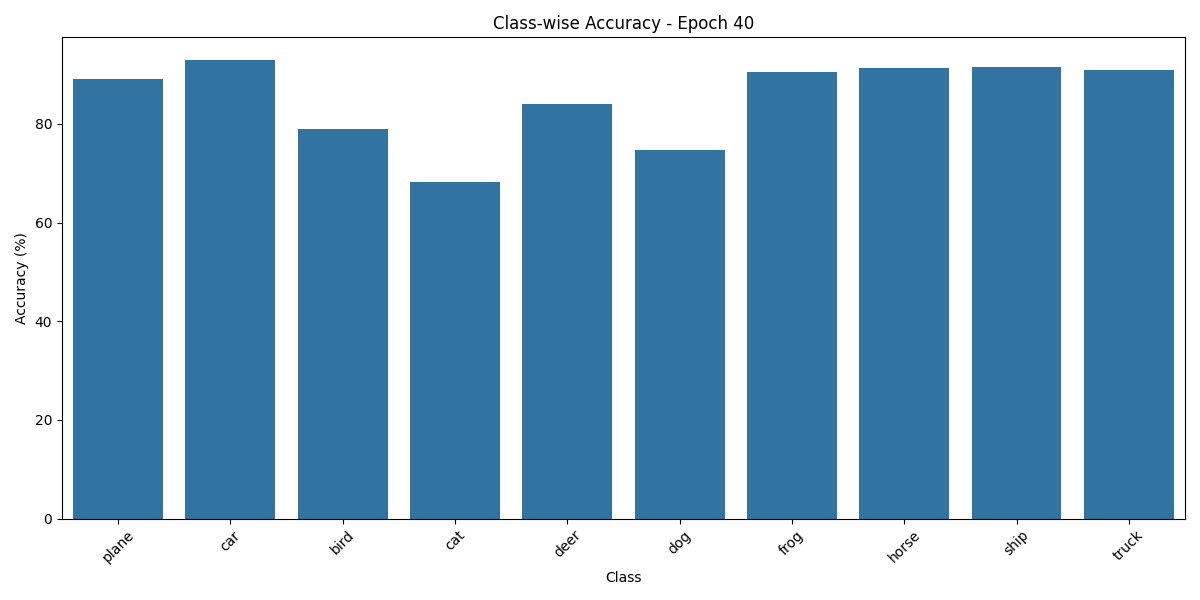 Class-wise Accuracy - Epoch 40
Accuracy (%)
80
60
40
20
0
plane
car
bird
cat
deer
dog
frog
horse
ship
truck
Class